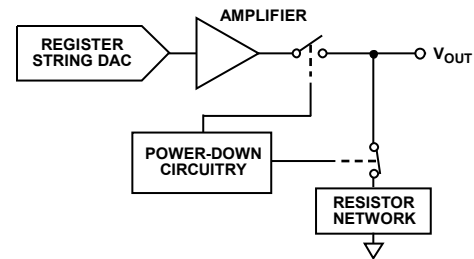 AMPLIFIER
REGISTER
STRING DAC
VOUT
POWER-DOWN
CIRCUITRY
RESISTOR
NETWORK